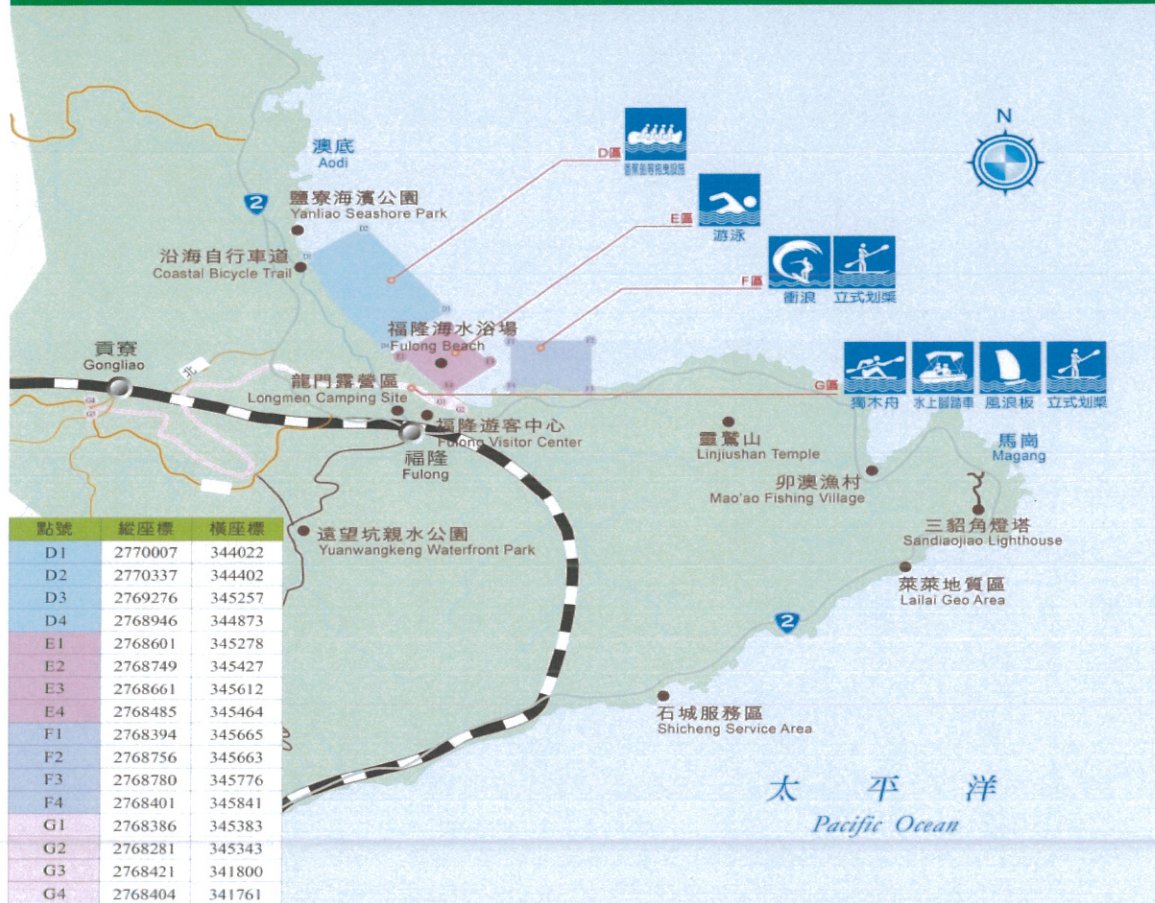 N
澳底
Aodi
D區
2
鹽寮海濱公園
Yanliao Seashore Park
E區
游泳
沿海自行車道
Coastal Bicycle Trail
F區
衝浪
立式划槳
福隆海水浴場
Fulong Beach
貢寮
Gongliao
北
龍門露營區
Longmen Camping Site
G區
獨木舟
水上腳踏車
風浪板
立式划槳
福隆遊客中心
Fulong Visitor Center
福隆
Fulong
靈鷲山
Linjiushan Temple
馬崗
Magang
卯澳漁村
Mao'ao Fishing Village
三貂角燈塔
Sandiaojiao Lighthouse
遠望坑親水公園
Yuanwangkeng Waterfront Park
萊萊地質區
Lailai Geo Area
2
石城服務區
Shicheng Service Area
太平洋
Pacific Ocean
點號 縱座標 橫座標
D1 2770007 344022
D2 2770337 344402
D3 2769276 345257
D4 2768946 344873
E1 2768601 345278
E2 2768749 345427
E3 2768661 345612
E4 2768485 345464
F1 2768394 345665
F2 2768756 345663
F3 2768780 345776
F4 2768401 345841
G1 2768386 345383
G2 2768281 345343
G3 2768421 341800
G4 2768404 341761